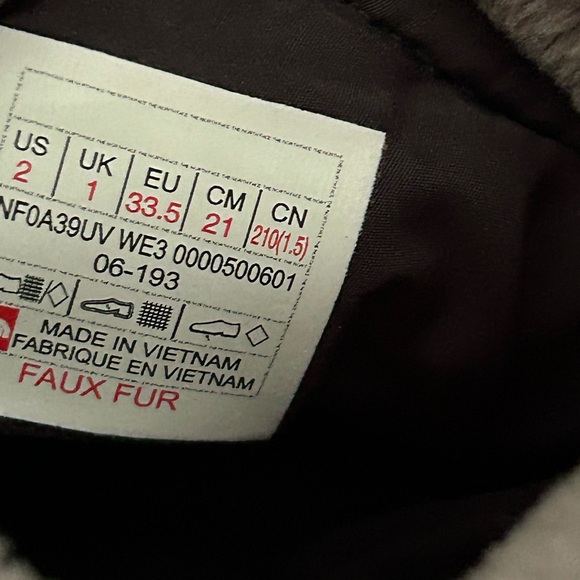 US UK EU CM CN
2 1 33.5 21 210(1.5)
NF0A39UV WE3 0000500601
06-193
MADE IN VIETNAM
FABRIQUE EN VIETNAM
FAUX FUR